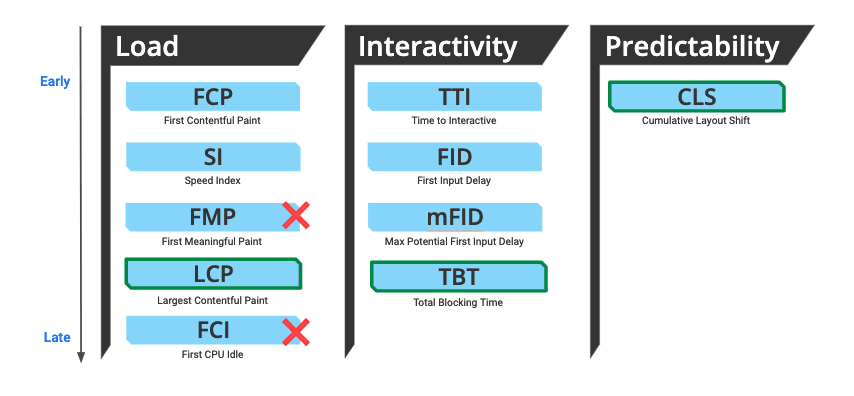 Early
Late
Load
FCP
First Contentful Paint
SI
Speed Index
FMP
First Meaningful Paint
LCP
Largest Contentful Paint
FCI
First CPU Idle
Interactivity
TTI
Time to Interactive
FID
First Input Delay
mFID
Max Potential First Input Delay
TBT
Total Blocking Time
Predictability
CLS
Cumulative Layout Shift